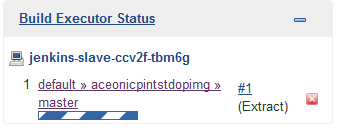 Build Executor Status
jenkins-slave-ccv2f-tbm6g
1 default » aceonicpintstdopimg » #1
master (Extract)